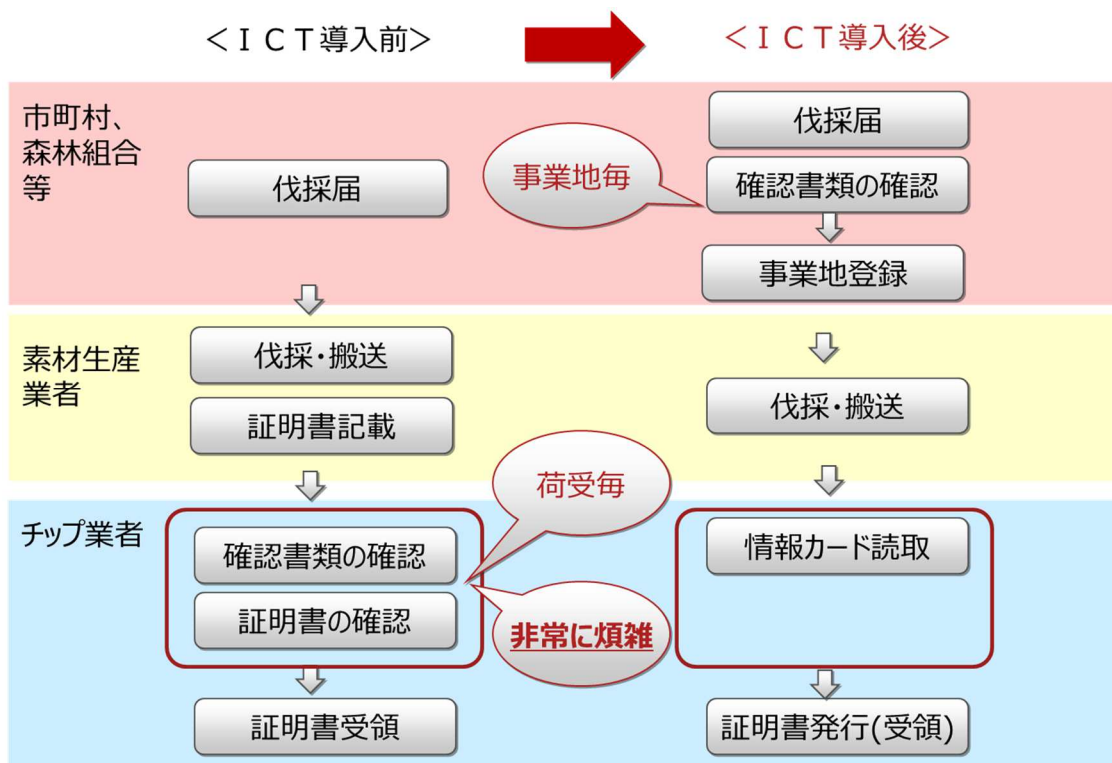 ＜ＩＣＴ導入前＞
＜ＩＣＴ導入後＞
市町村、
森林組合
等
伐採届
事業地毎
伐採届
確認書類の確認
事業地登録
素材生産
業者
伐採・搬送
証明書記載
伐採・搬送
荷受毎
チップ業者
確認書類の確認
証明書の確認
非常に煩雑
情報カード読取
証明書受領
証明書発行(受領)